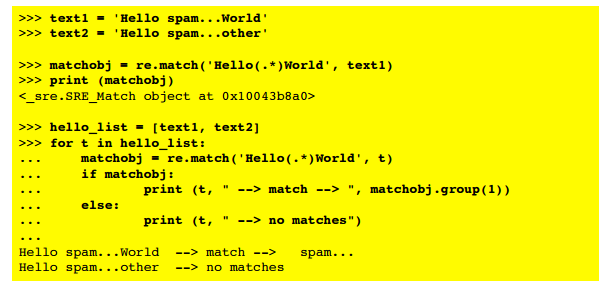 >>> text1 = 'Hello spam...World'
>>> text2 = 'Hello spam...other'
>>> matchobj = re.match('Hello(.*)World', text1)
>>> print (matchobj)
<_sre.SRE_Match object at 0x10043b8a0>
>>> hello_list = [text1, text2]
>>> for t in hello_list:
...     matchobj = re.match('Hello(.*)World', t)
...     if matchobj:
...             print (t, " --> match --> ", matchobj.group(1))
...     else:
...             print (t, " --> no matches")
...
Hello spam...World  --> match -->   spam...
Hello spam...other  --> no matches